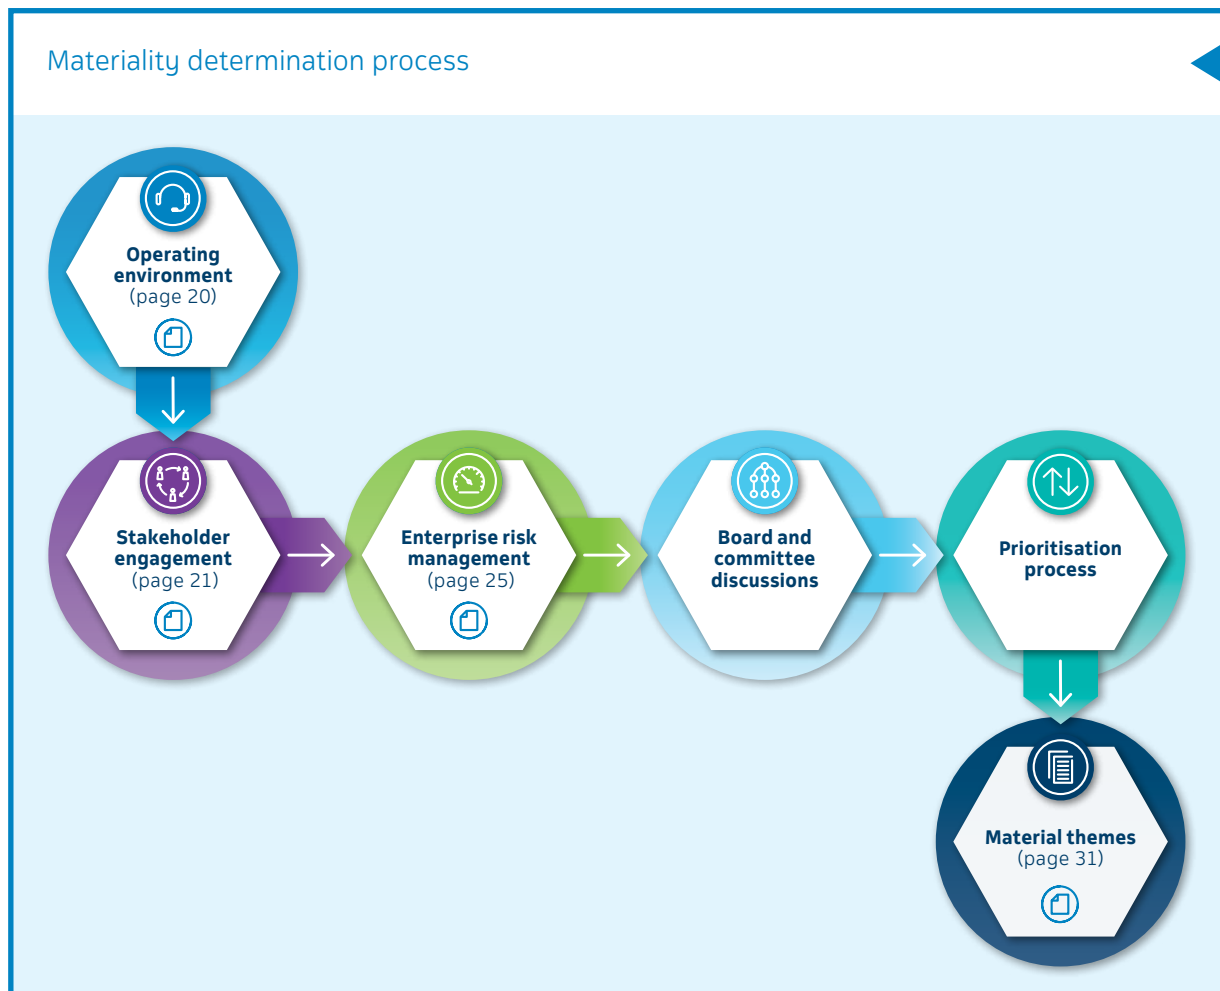 Materiality determination process
Operating
environment
(page 20)
Stakeholder
engagement
(page 21)
Enterprise risk
management
(page 25)
Board and
committee
discussions
Prioritisation
process
Material themes
(page 31)